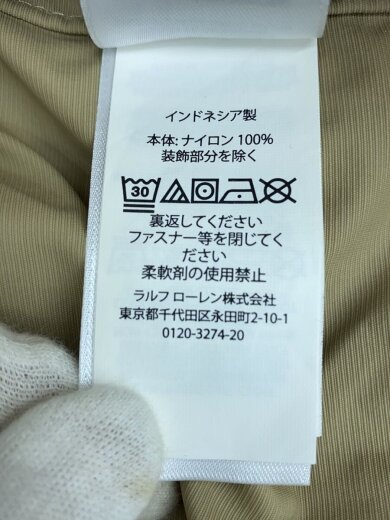 インドネシア製
本体: ナイロン 100%
装飾部分を除く
30
裏返してください
ファスナー等を閉じてく
ださい
柔軟剤の使用禁止
ラルフ ローレン株式会社
東京都千代田区永田町2-10-1
0120-3274-20